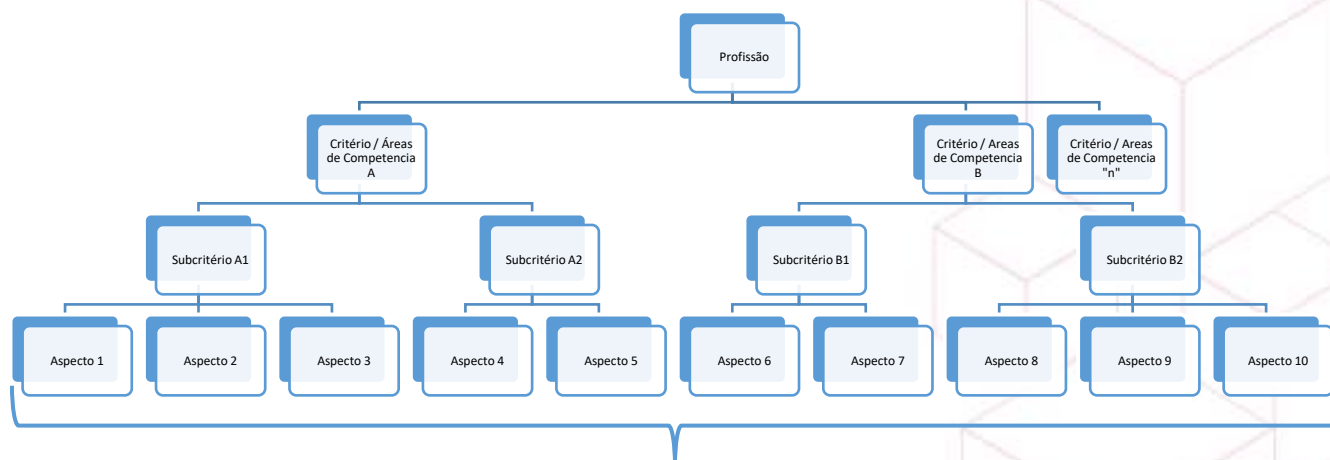 Profissão
Critério / Áreas
de Competencia
A
Critério / Areas
de Competencia
B
Critério / Areas
de Competencia
"n"
Subcritério A1
Subcritério A2
Subcritério B1
Subcritério B2
Aspecto 1
Aspecto 2
Aspecto 3
Aspecto 4
Aspecto 5
Aspecto 6
Aspecto 7
Aspecto 8
Aspecto 9
Aspecto 10